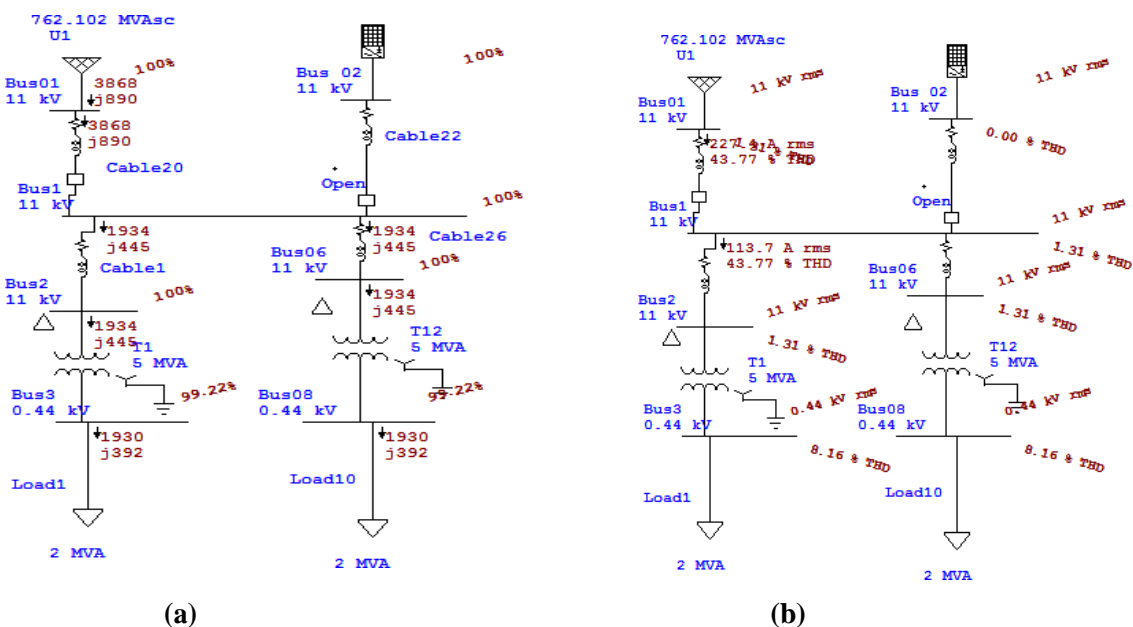 762.102 MVAsc
U1
100%
Bus01
11 kV
3868
j890
3868
j890
Cable20
Bus 02
11 kV
100%
Cable22
Open
Bus1
11 kV
100%
1934
j445
Cable1
1934
j445
Cable26
Bus2
11 kV
100%
Bus06
11 kV
100%
1934
j445
T1
5 MVA
1934
j445
T12
5 MVA
Bus3
0.44 kV
99.22%
Bus08
0.44 kV
99.22%
1930
j392
1930
j392
Load1
Load10
2 MVA
2 MVA
(a)
762.102 MVAsc
U1
11 kV rms
Bus01
11 kV
227.4 A rms
43.77 % THD
1.31 % THD
Bus 02
11 kV
11 kV rms
0.00 % THD
Open
Bus1
11 kV
11 kV rms
1.31 % THD
113.7 A rms
43.77 % THD
Bus2
11 kV
11 kV rms
1.31 % THD
Bus06
11 kV
11 kV rms
1.31 % THD
T1
5 MVA
T12
5 MVA
Bus3
0.44 kV
0.44 kV rms
8.16 % THD
Bus08
0.44 kV
0.44 kV rms
8.16 % THD
Load1
Load10
2 MVA
2 MVA
(b)